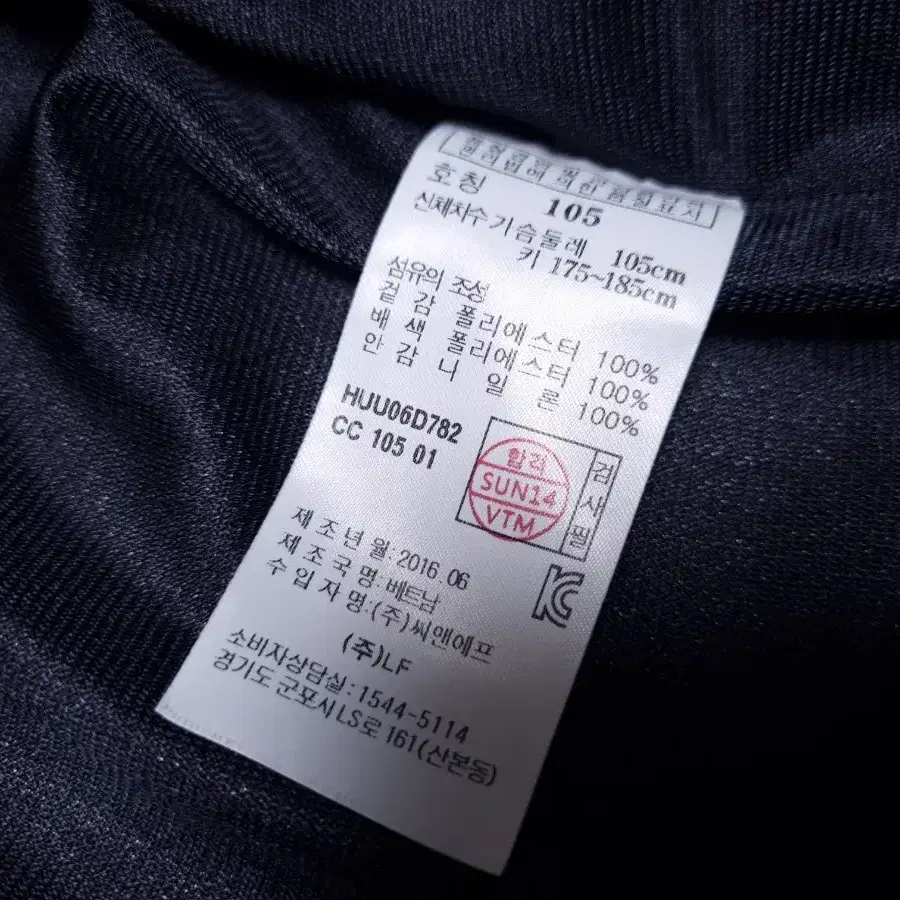 호칭 105
신체치수 기슴둘레 105cm
키 175~185cm
섬유의 조성
겉감 폴리에스터 100%
배색 폴리에스터 100%
안감 나일론 100%
HUU06D782
CC 105 01
합격
SUN14
VTM
검사필
제조년월:2016.06
제조국명:베트남
수입자명:(주)씨앤에프
(주)LF
소비자상담실:1544-5114
경기도 군포시 LS로 161(산본동)